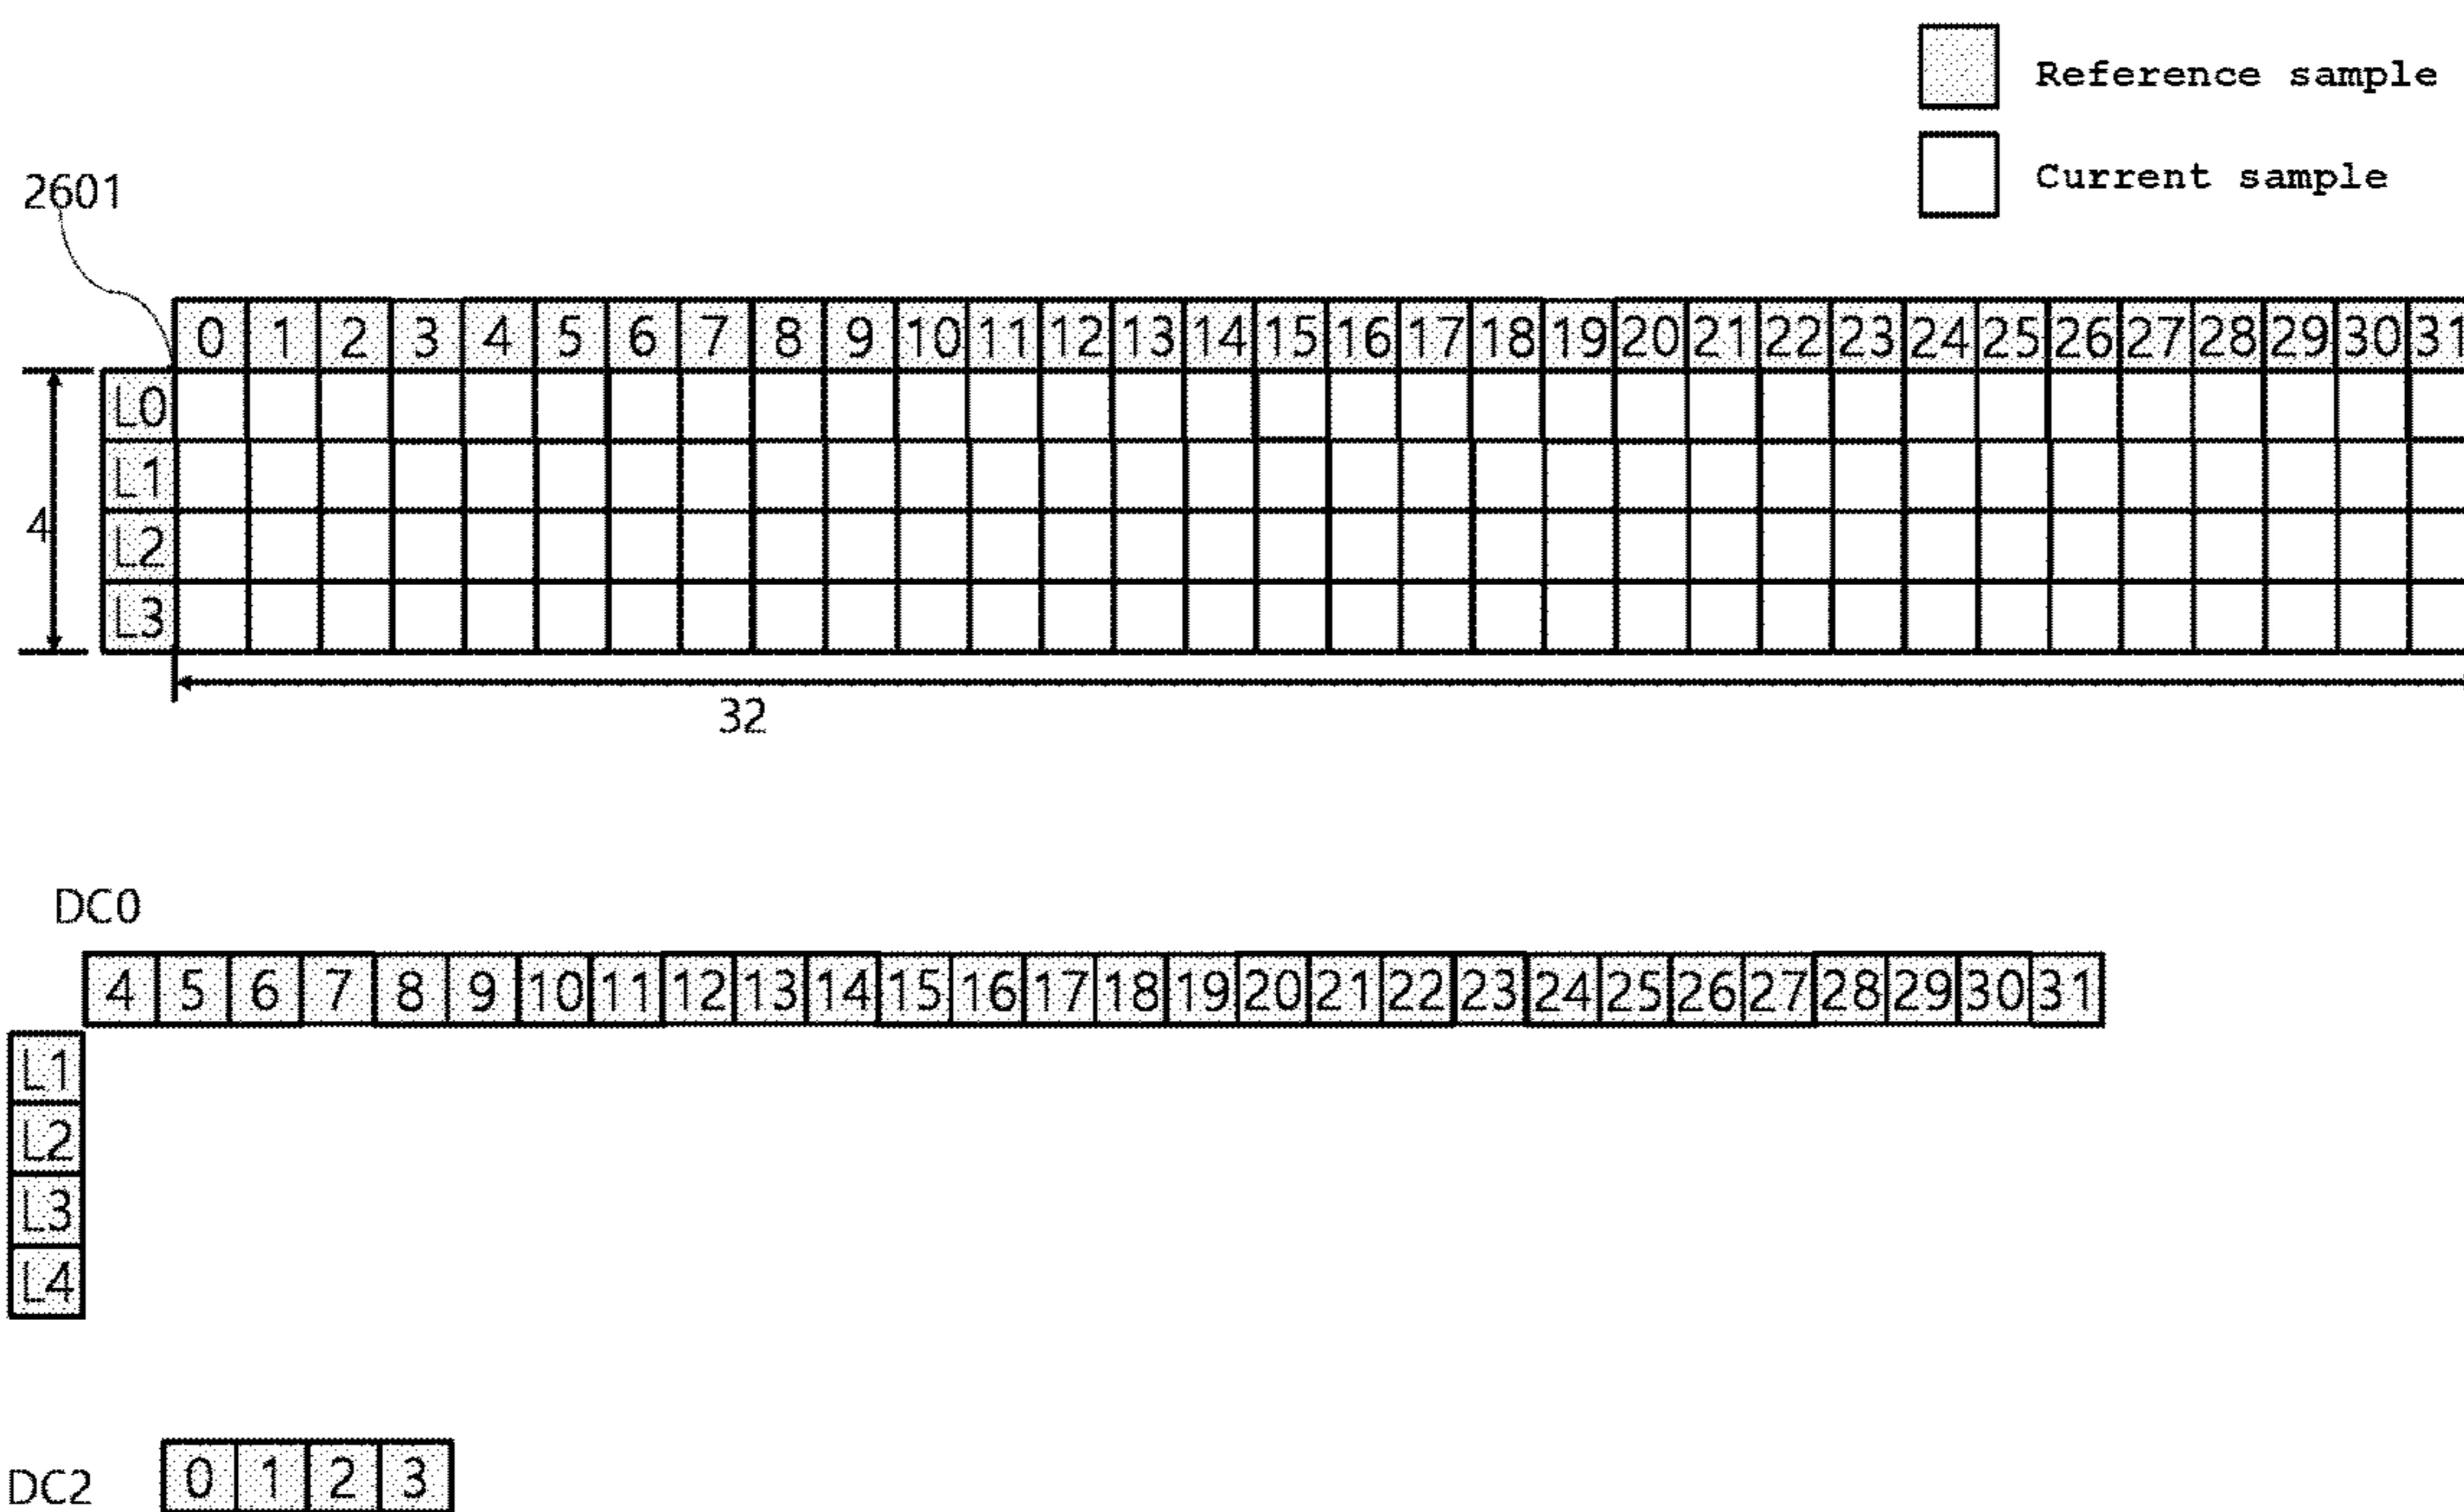 Reference sample
Current sample
2601
0 1 2 3 4 5 6 7 8 9 10 11 12 13 14 15 16 17 18 19 20 21 22 23 24 25 26 27 28 29 30 31
L0
L1
4
L2
L3
32
DC0
4 5 6 7 8 9 10 11 12 13 14 15 16 17 18 19 20 21 22 23 24 25 26 27 28 29 30 31
L1
L2
L3
L4
DC2 0 1 2 3